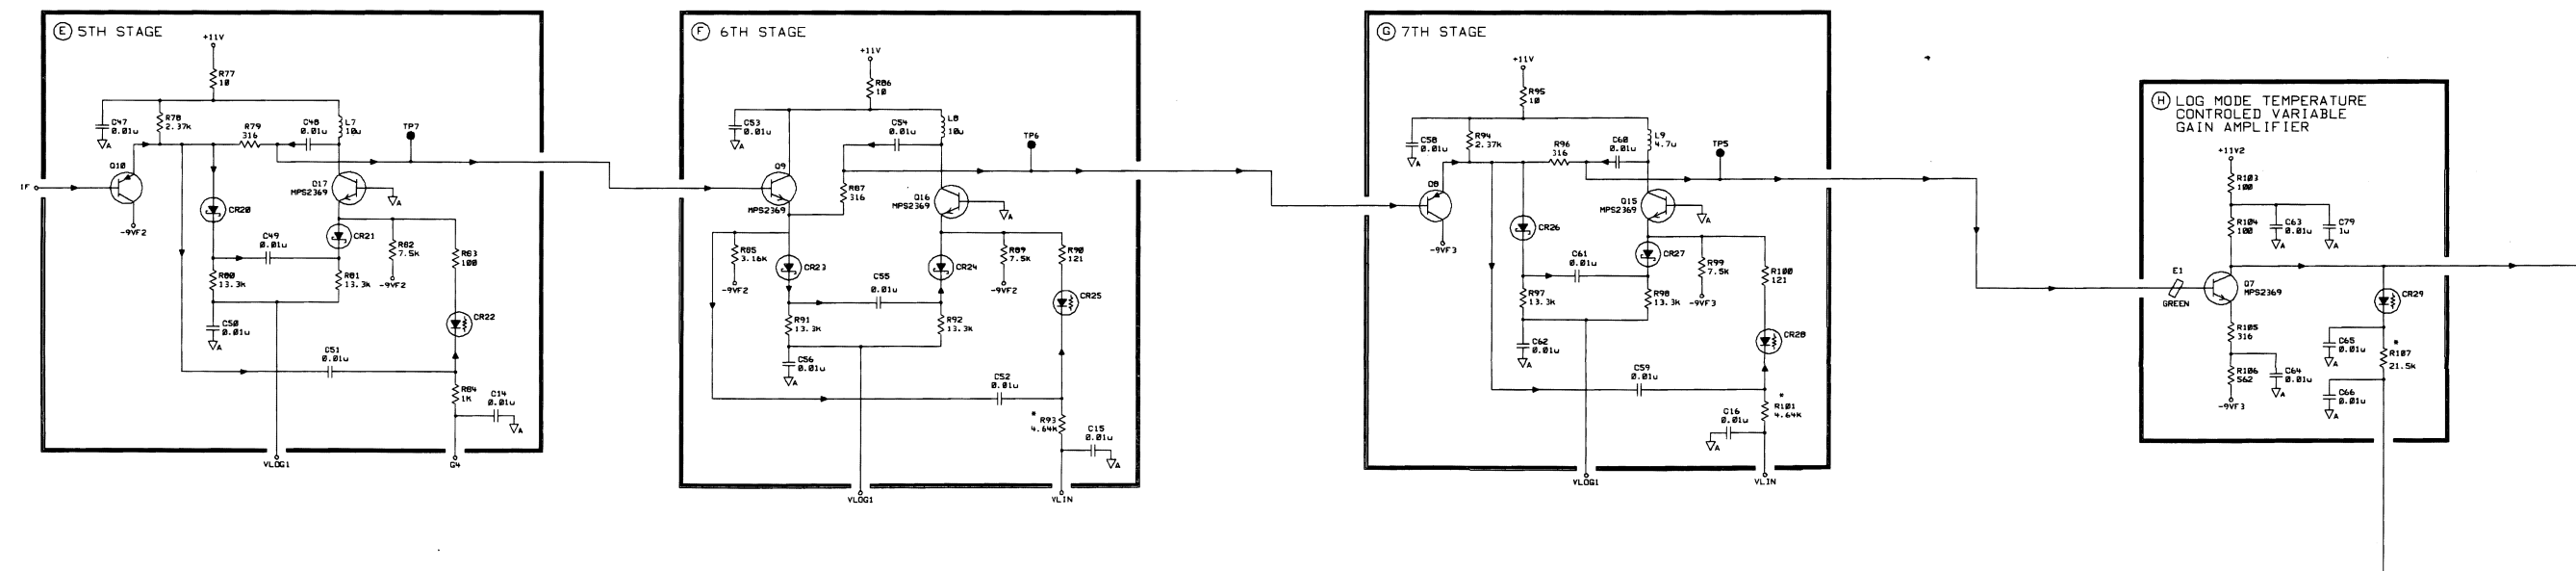 E 5TH STAGE
+11V
R77
10
C47
0.01u
A
R78
2.37k
R79
316
C48
0.01u
L7
10u
TP7
Q10
IF
-9VF2
Q17
MPS2369
A
CR20
CR21
C49
0.01u
R82
7.5k
-9VF2
R83
100
R80
13.3k
R81
13.3k
C50
0.01u
A
CR22
C51
0.01u
R84
1K
C14
0.01u
A
VLOG1
G4
F 6TH STAGE
+11V
R86
10
C53
0.01u
A
C54
0.01u
L8
10u
TP6
Q9
MPS2369
R87
316
Q16
MPS2369
A
R85
3.16k
-9VF2
CR23
CR24
R89
7.5k
-9VF2
R90
121
C55
0.01u
CR25
R91
13.3k
R92
13.3k
C56
0.01u
A
C52
0.01u
*
R93
4.64k
C15
0.01u
A
VLOG1
VLIN
G 7TH STAGE
+11V
R95
10
C58
0.01u
A
R94
2.37k
R96
316
C60
0.01u
L9
4.7u
TP5
Q8
-9VF3
Q15
MPS2369
A
CR26
CR27
C61
0.01u
R99
7.5k
-9VF3
R100
121
R97
13.3k
R98
13.3k
C62
0.01u
A
CR28
C59
0.01u
*
R101
4.64k
C16
0.01u
A
VLOG1
VLIN
H LOG MODE TEMPERATURE
CONTROLED VARIABLE
GAIN AMPLIFIER
+11V2
R103
100
R104
100
C63
0.01u
A
C79
1u
A
E1
GREEN
Q7
MPS2369
CR29
R105
316
C65
0.01u
A
*
R107
21.5k
R106
562
C64
0.01u
A
C66
0.01u
A
-9VF3